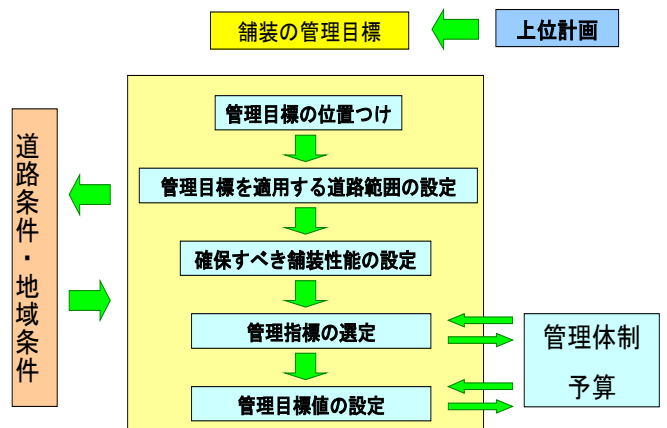 舗装の管理目標
上位計画
管理目標の位置つけ
管理目標を適用する道路範囲の設定
確保すべき舗装性能の設定
管理指標の選定
管理目標値の設定
道路条件・地域条件
管理体制
予算